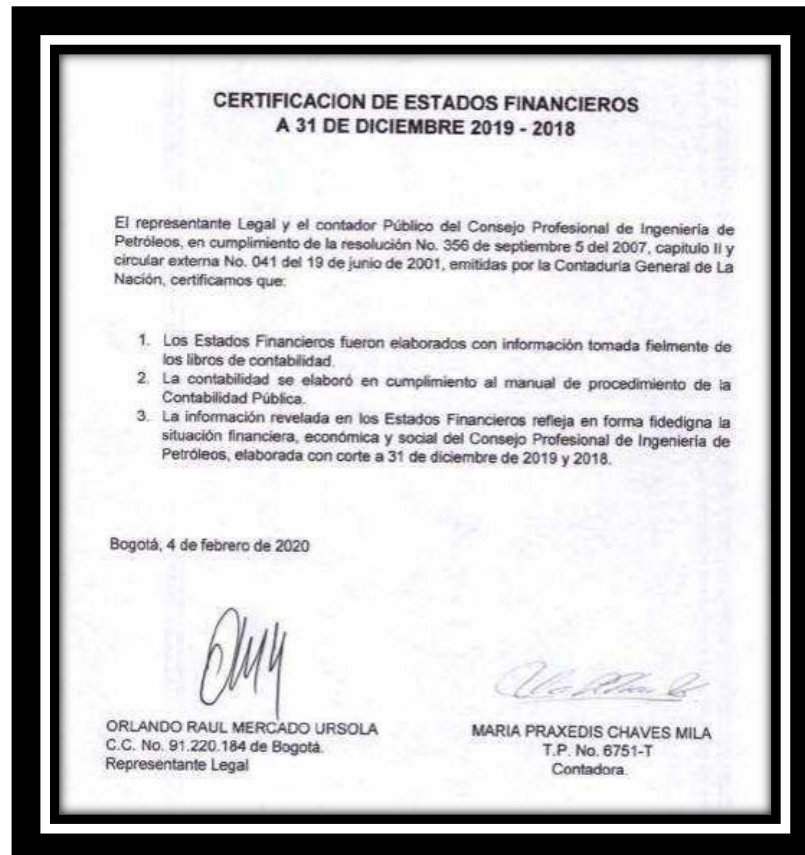 CERTIFICACION DE ESTADOS FINANCIEROS
A 31 DE DICIEMBRE 2019 - 2018
El representante Legal y el contador Público del Consejo Profesional de Ingeniería de
Petróleos, en cumplimiento de la resolución No. 356 de septiembre 5 del 2007, capitulo II y
circular externa No. 041 del 19 de junio de 2001, emitidas por la Contaduría General de La
Nación, certificamos que:
1. Los Estados Financieros fueron elaborados con información tomada fielmente de
los libros de contabilidad.
2. La contabilidad se elaboró en cumplimiento al manual de procedimiento de la
Contabilidad Pública.
3. La información revelada en los Estados Financieros refleja en forma fidedigna la
situación financiera, económica y social del Consejo Profesional de Ingeniería de
Petróleos, elaborada con corte a 31 de diciembre de 2019 y 2018.
Bogotá, 4 de febrero de 2020
ORLANDO RAUL MERCADO URSOLA
C.C. No. 91.220.184 de Bogotá.
Representante Legal
MARIA PRAXEDIS CHAVES MILA
T.P. No. 6751-T
Contadora.